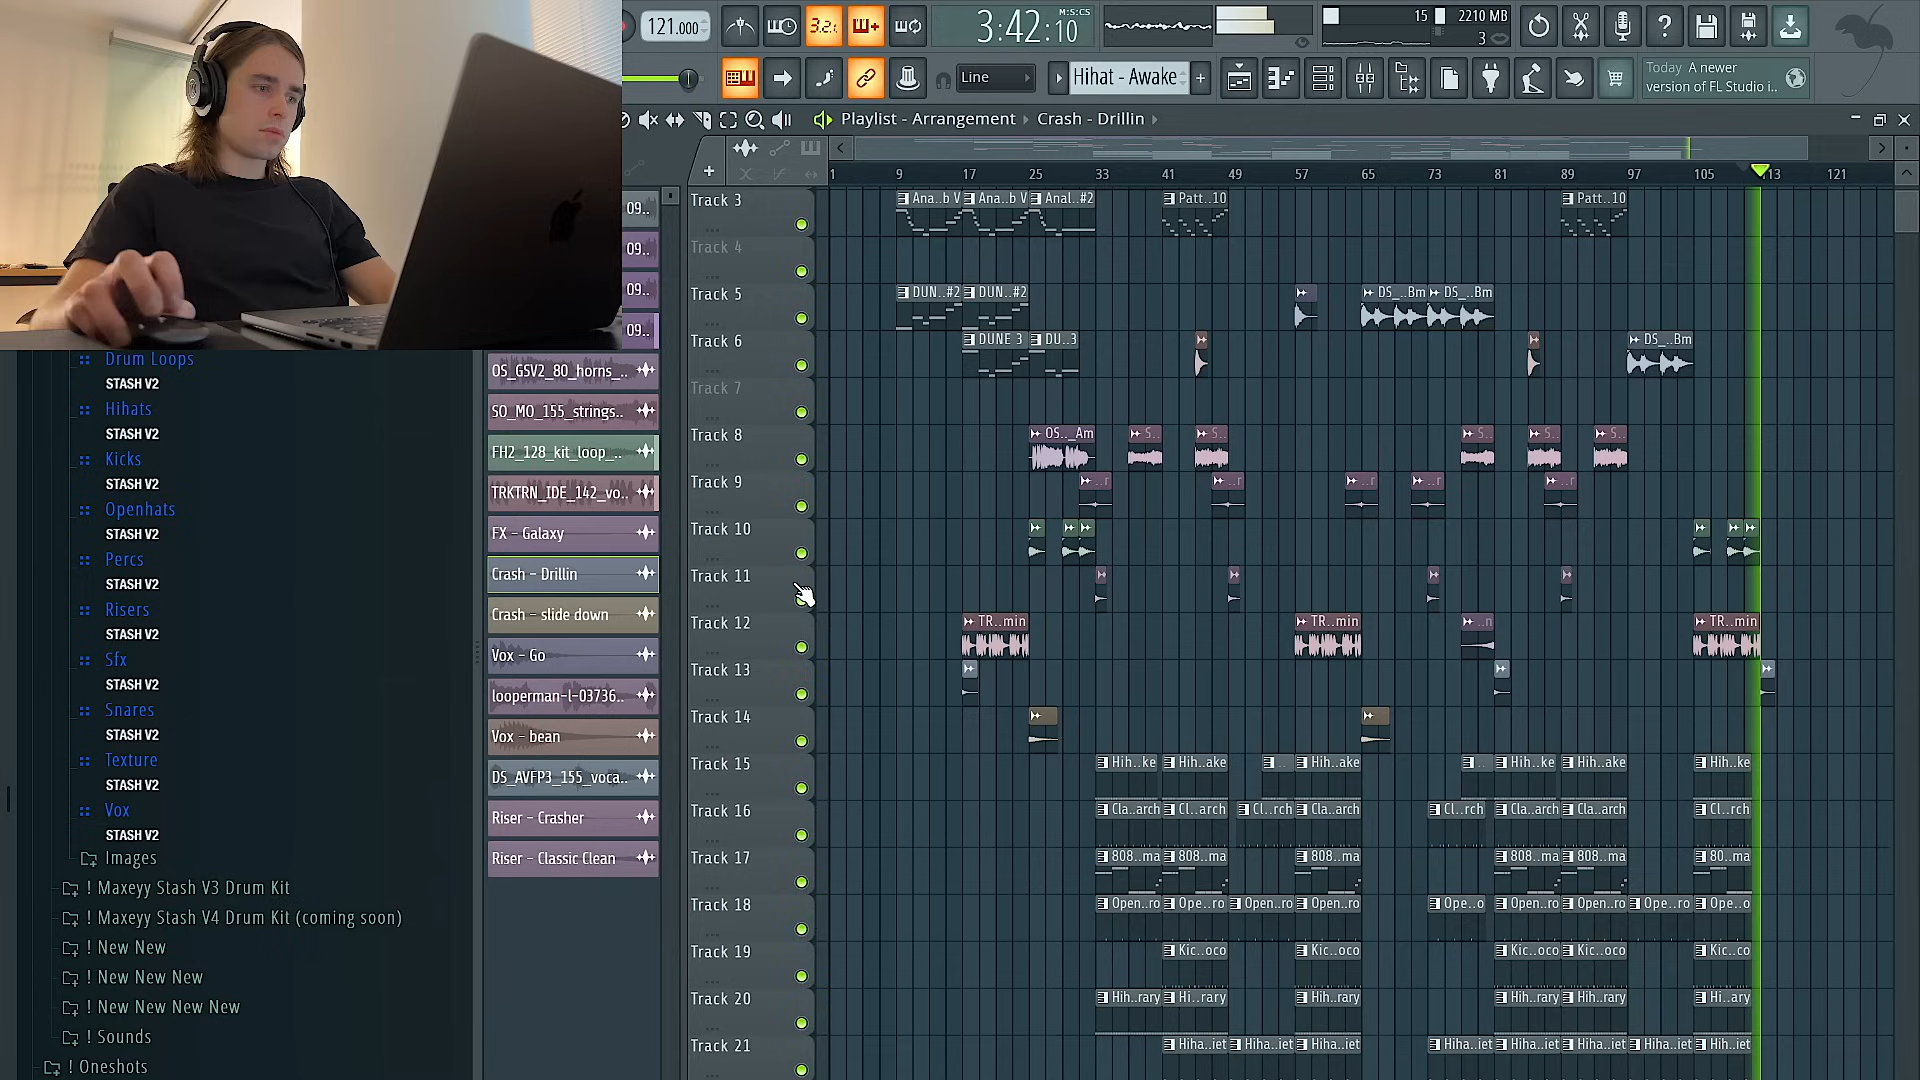 121.000
3:42:10
M:S:CS
15
2210 MB
3
Line
Hihat - Awake
Today A newer
version of FL Studio i..
Playlist - Arrangement
Crash - Drillin
1 9 17 25 33 41 49 57 65 73 81 89 97 105 113 121
Track 3
Ana..b V
Ana..b V
Anal..#2
Patt..10
Patt..10
Track 4
Track 5
DUN..#2
DUN..#2
DS_..Bm
DS_..Bm
Track 6
DUNE 3
DU..3
DS_..Bm
Track 7
Track 8
OS.._Am
S..
S..
S..
S..
S..
Track 9
..r
..r
..r
..r
..r
Track 10
Track 11
Track 12
TR..min
TR..min
..n
TR..min
Track 13
Track 14
Track 15
Hih..ke
Hih..ake
Hih..ake
Hih..ke
Hih..ake
Hih..ke
Track 16
Cla..arch
Cl..arch
Cl..rch
Cla..arch
Cl..rch
Cla..arch
Cla..arch
Cl..rch
Track 17
808..ma
808..ma
808..ma
808..ma
808..ma
80..ma
Track 18
Open..ro
Ope..ro
Open..ro
Open..ro
Ope..o
Open..ro
Open..ro
Ope..ro
Ope..o
Track 19
Kic..oco
Kic..oco
Kic..oco
Kic..oco
Kic..co
Track 20
Hih..rary
Hi..rary
Hih..rary
Hih..rary
Hih..rary
Hi..ary
Track 21
Hiha..iet
Hiha..iet
Hiha..iet
Hiha..iet
Hiha..iet
Hiha..iet
Hiha..iet
Hih..iet
09..
09..
09..
09..
OS_GSV2_80_horns_..
SO_MO_155_strings..
FH2_128_kit_loop_..
TRKTRN_IDE_142_vo..
FX - Galaxy
Crash - Drillin
Crash - slide down
Vox - Go
looperman-l-03736..
Vox - bean
DS_AVFP3_155_voca..
Riser - Crasher
Riser - Classic Clean
Drum Loops
STASH V2
Hihats
STASH V2
Kicks
STASH V2
Openhats
STASH V2
Percs
STASH V2
Risers
STASH V2
Sfx
STASH V2
Snares
STASH V2
Texture
STASH V2
Vox
STASH V2
Images
! Maxeyy Stash V3 Drum Kit
! Maxeyy Stash V4 Drum Kit (coming soon)
! New New
! New New New
! New New New New
! Sounds
! Oneshots